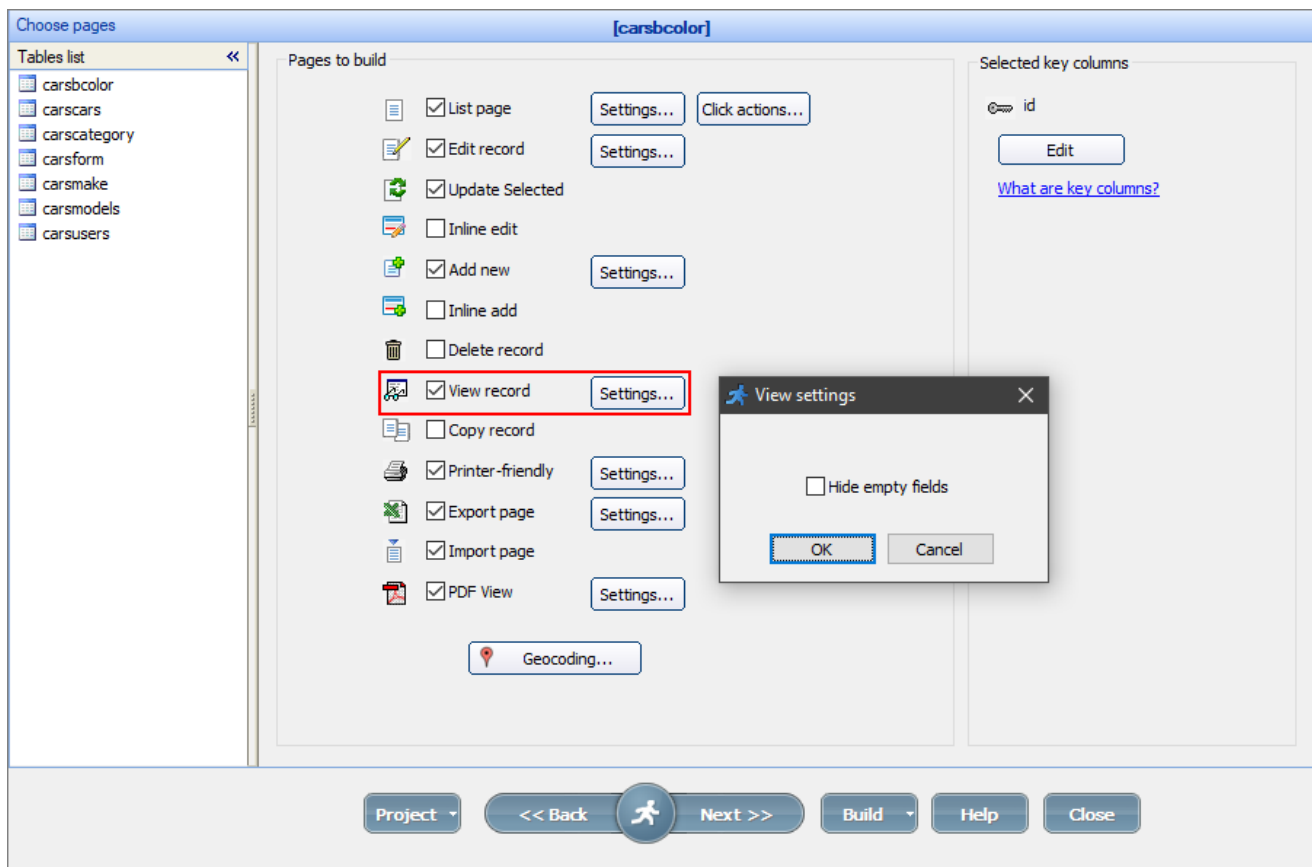 Choose pages
[carsbcolor]
Tables list
carsbcolor
carscars
carscategory
carsform
carsmake
carsmodels
carsusers
Pages to build
List page Settings... Click actions...
Edit record Settings...
Update Selected
Inline edit
Add new Settings...
Inline add
Delete record
View record Settings...
Copy record
Printer-friendly Settings...
Export page Settings...
Import page
PDF View Settings...
Geocoding...
Selected key columns
id
Edit
What are key columns?
View settings
Hide empty fields
OK Cancel
Project << Back Next >> Build Help Close